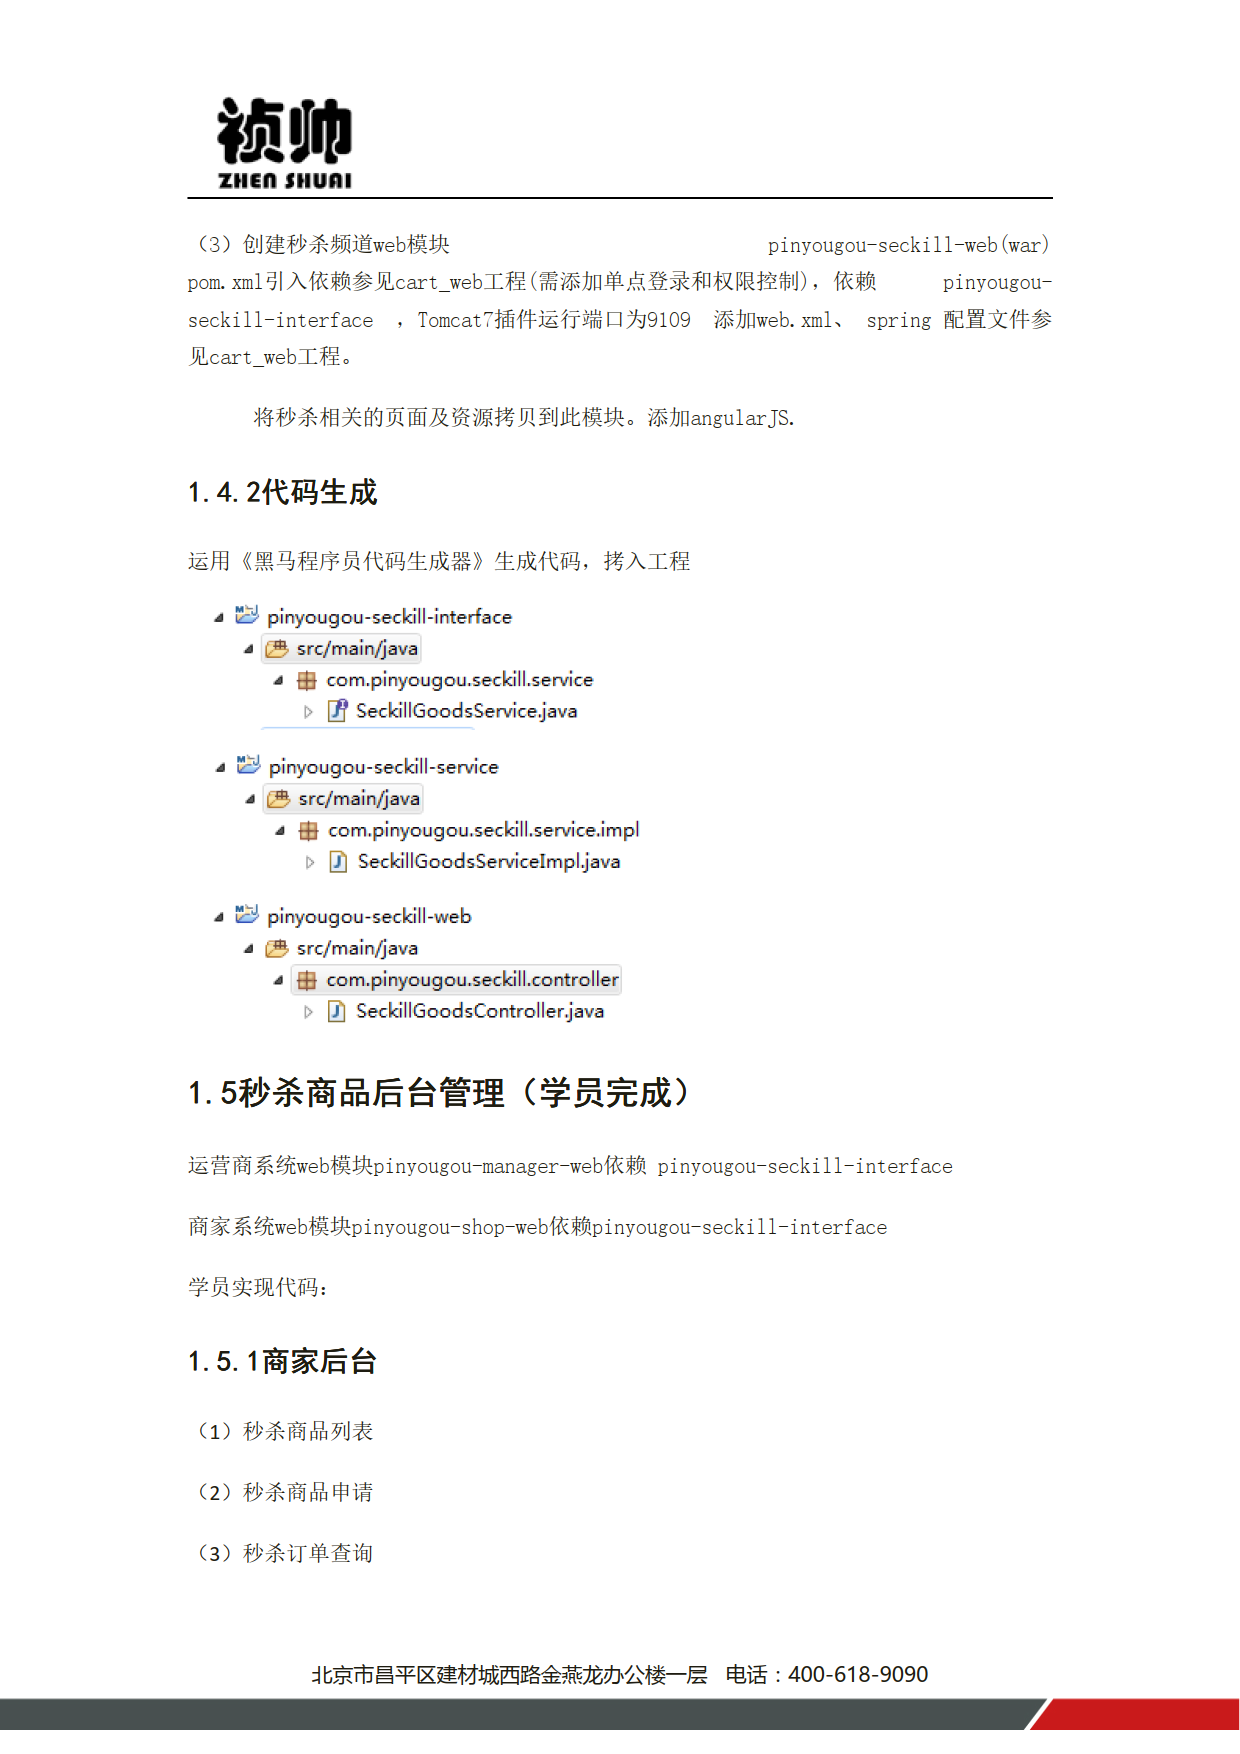 祯帅
ZHEN SHUAI
（3）创建秒杀频道web模块 pinyougou-seckill-web(war)
pom.xml引入依赖参见cart_web工程(需添加单点登录和权限控制)，依赖 pinyougou-
seckill-interface ，Tomcat7插件运行端口为9109 添加web.xml、 spring 配置文件参
见cart_web工程。
将秒杀相关的页面及资源拷贝到此模块。添加angularJS.
1.4.2代码生成
运用《黑马程序员代码生成器》生成代码，拷入工程
pinyougou-seckill-interface
src/main/java
com.pinyougou.seckill.service
SeckillGoodsService.java
pinyougou-seckill-service
src/main/java
com.pinyougou.seckill.service.impl
SeckillGoodsServiceImpl.java
pinyougou-seckill-web
src/main/java
com.pinyougou.seckill.controller
SeckillGoodsController.java
1.5秒杀商品后台管理（学员完成）
运营商系统web模块pinyougou-manager-web依赖 pinyougou-seckill-interface
商家系统web模块pinyougou-shop-web依赖pinyougou-seckill-interface
学员实现代码：
1.5.1商家后台
（1）秒杀商品列表
（2）秒杀商品申请
（3）秒杀订单查询
北京市昌平区建材城西路金燕龙办公楼一层 电话：400-618-9090